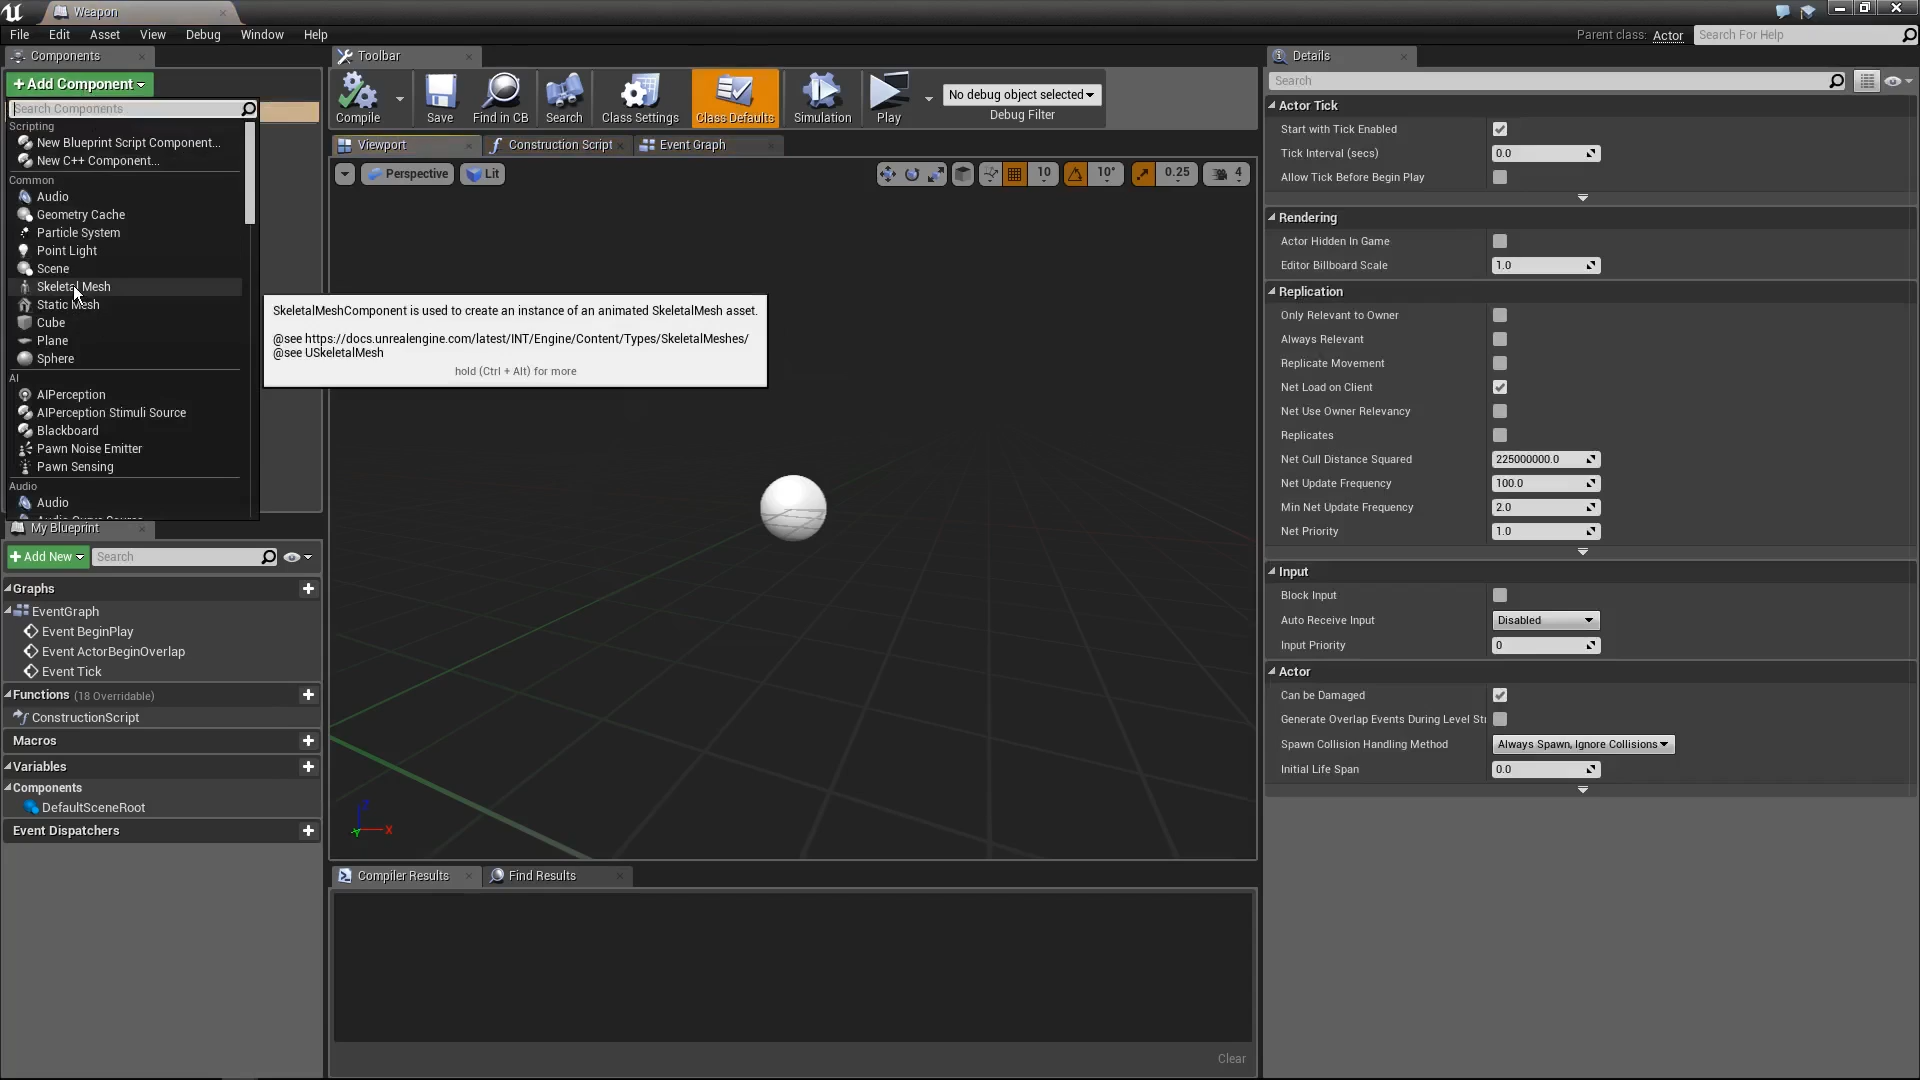 Weapon
File Edit Asset View Debug Window Help
Parent class: Actor
Search For Help
Components
+Add Component
Search Components
Scripting
New Blueprint Script Component...
New C++ Component...
Common
Audio
Geometry Cache
Particle System
Point Light
Scene
Skeletal Mesh
Static Mesh
Cube
Plane
Sphere
AI
AIPerception
AIPerception Stimuli Source
Blackboard
Pawn Noise Emitter
Pawn Sensing
Audio
Audio
My Blueprint
+Add New
Search
Graphs
EventGraph
Event BeginPlay
Event ActorBeginOverlap
Event Tick
Functions (18 Overridable)
ConstructionScript
Macros
Variables
Components
DefaultSceneRoot
Event Dispatchers
Toolbar
Compile
Save
Find in CB
Search
Class Settings
Class Defaults
Simulation
Play
No debug object selected
Debug Filter
Viewport
Construction Script
Event Graph
Perspective
Lit
10
10°
0.25
4
SkeletalMeshComponent is used to create an instance of an animated SkeletalMesh asset.
@see https://docs.unrealengine.com/latest/INT/Engine/Content/Types/SkeletalMeshes/
@see USkeletalMesh
hold (Ctrl + Alt) for more
Z
Y
X
Compiler Results
Find Results
Clear
Details
Search
Actor Tick
Start with Tick Enabled
Tick Interval (secs) 0.0
Allow Tick Before Begin Play
Rendering
Actor Hidden In Game
Editor Billboard Scale 1.0
Replication
Only Relevant to Owner
Always Relevant
Replicate Movement
Net Load on Client
Net Use Owner Relevancy
Replicates
Net Cull Distance Squared 225000000.0
Net Update Frequency 100.0
Min Net Update Frequency 2.0
Net Priority 1.0
Input
Block Input
Auto Receive Input Disabled
Input Priority 0
Actor
Can be Damaged
Generate Overlap Events During Level Str
Spawn Collision Handling Method Always Spawn, Ignore Collisions
Initial Life Span 0.0